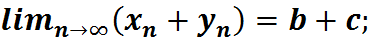 lim_{n→∞}(x_n + y_n) = b + c;